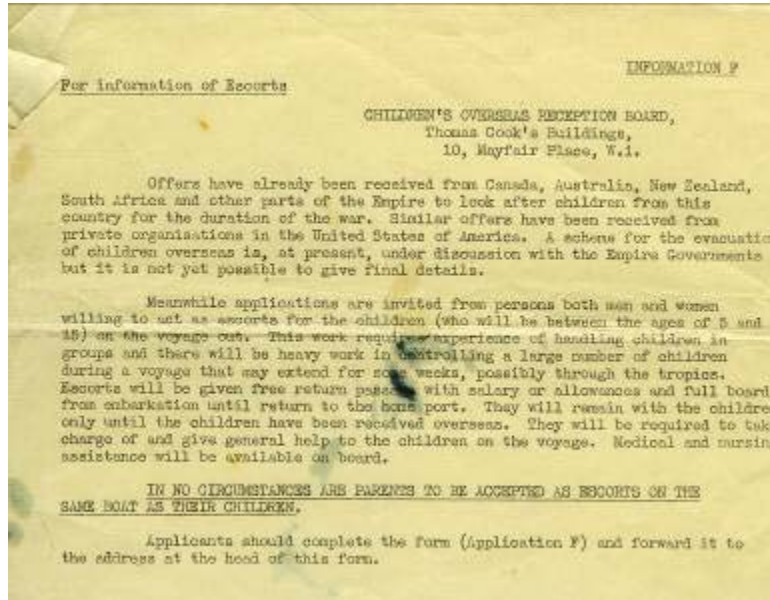 INFORMATION F
For information of Escorts
CHILDREN'S OVERSEAS RECEPTION BOARD,
Thomas Cook's Buildings,
10, Mayfair Place, W.1.
Offers have already been received from Canada, Australia, New Zealand,
South Africa and other parts of the Empire to look after children from this
country for the duration of the war. Similar offers have been received from
private organisations in the United States of America. A scheme for the evacuatio
of children overseas is, at present, under discussion with the Empire Governments
but it is not yet possible to give final details.
Meanwhile applications are invited from persons both men and women
willing to act as escorts for the children (who will be between the ages of 5 and
15) on the voyage out. This work requires experience of handling children in
groups and there will be heavy work in controlling a large number of children
during a voyage that may extend for some weeks, possibly through the tropics.
Escorts will be given free return passage with salary or allowances and full board
from embarkation until return to the home port. They will remain with the childre
only until the children have been received overseas. They will be required to tak
charge of and give general help to the children on the voyage. Medical and nursin
assistance will be available on board.
IN NO CIRCUMSTANCES ARE PARENTS TO BE ACCEPTED AS ESCORTS ON THE
SAME BOAT AS THEIR CHILDREN.
Applicants should complete the form (Application F) and forward it to
the address at the head of this form.